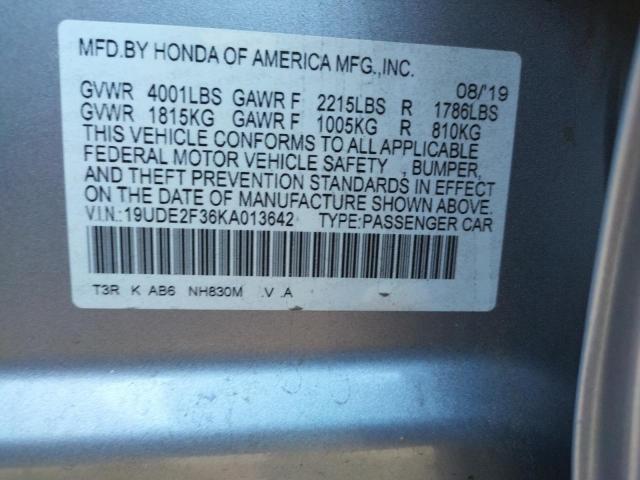 MFD.BY HONDA OF AMERICA MFG.,INC.
08/'19
GVWR 4001LBS GAWR F 2215LBS R 1786LBS
GVWR 1815KG GAWR F 1005KG R 810KG
THIS VEHICLE CONFORMS TO ALL APPLICABLE
FEDERAL MOTOR VEHICLE SAFETY , BUMPER,
AND THEFT PREVENTION STANDARDS IN EFFECT
ON THE DATE OF MANUFACTURE SHOWN ABOVE.
V.I.N.:19UDE2F36KA013642 TYPE:PASSENGER CAR
T3R K AB6 NH830M .V .A